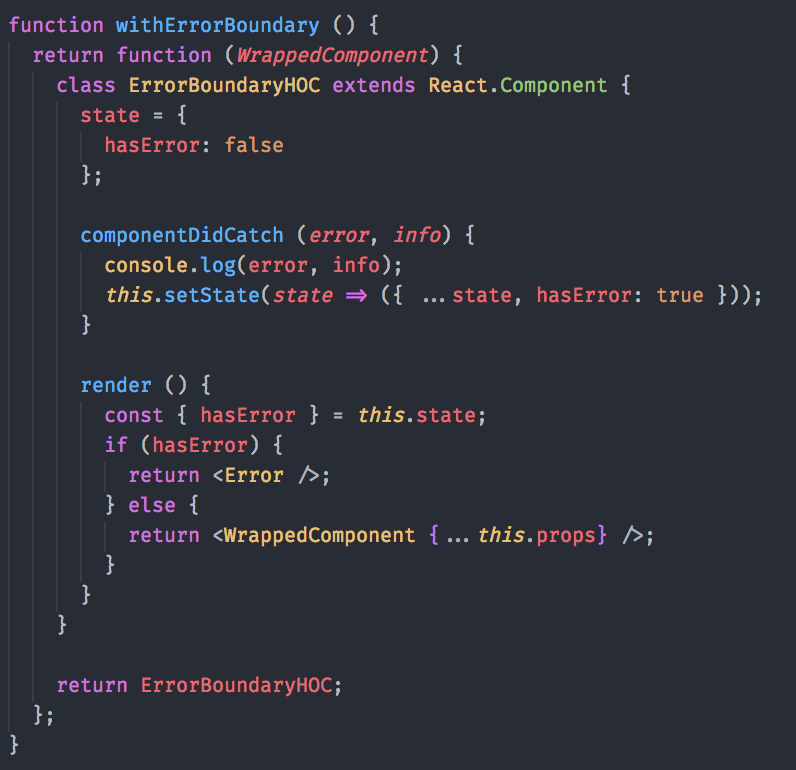 function withErrorBoundary () {
  return function (WrappedComponent) {
    class ErrorBoundaryHOC extends React.Component {
      state = {
        hasError: false
      };

      componentDidCatch (error, info) {
        console.log(error, info);
        this.setState(state => ({ ...state, hasError: true }));
      }

      render () {
        const { hasError } = this.state;
        if (hasError) {
          return <Error />;
        } else {
          return <WrappedComponent {...this.props} />;
        }
      }
    }

    return ErrorBoundaryHOC;
  };
}